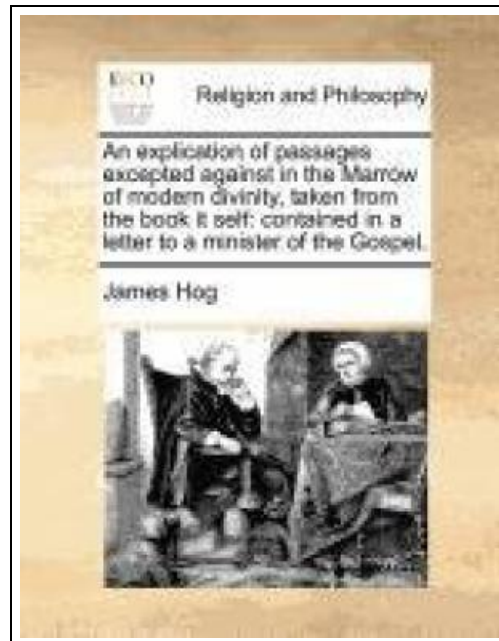 ECCO
Religion and Philosophy
An explication of passages
excepted against in the Marrow
of modern divinity, taken from
the book it self: contained in a
letter to a minister of the Gospel.
James Hog